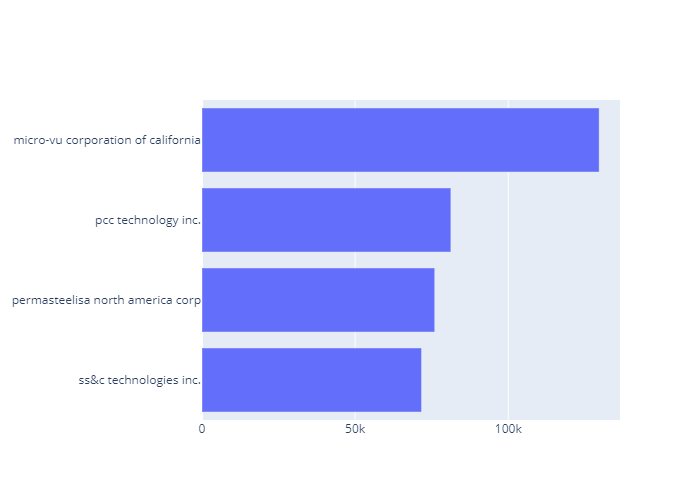 micro-vu corporation of california
pcc technology inc.
permasteelisa north america corp
ss&c technologies inc.
0 50k 100k